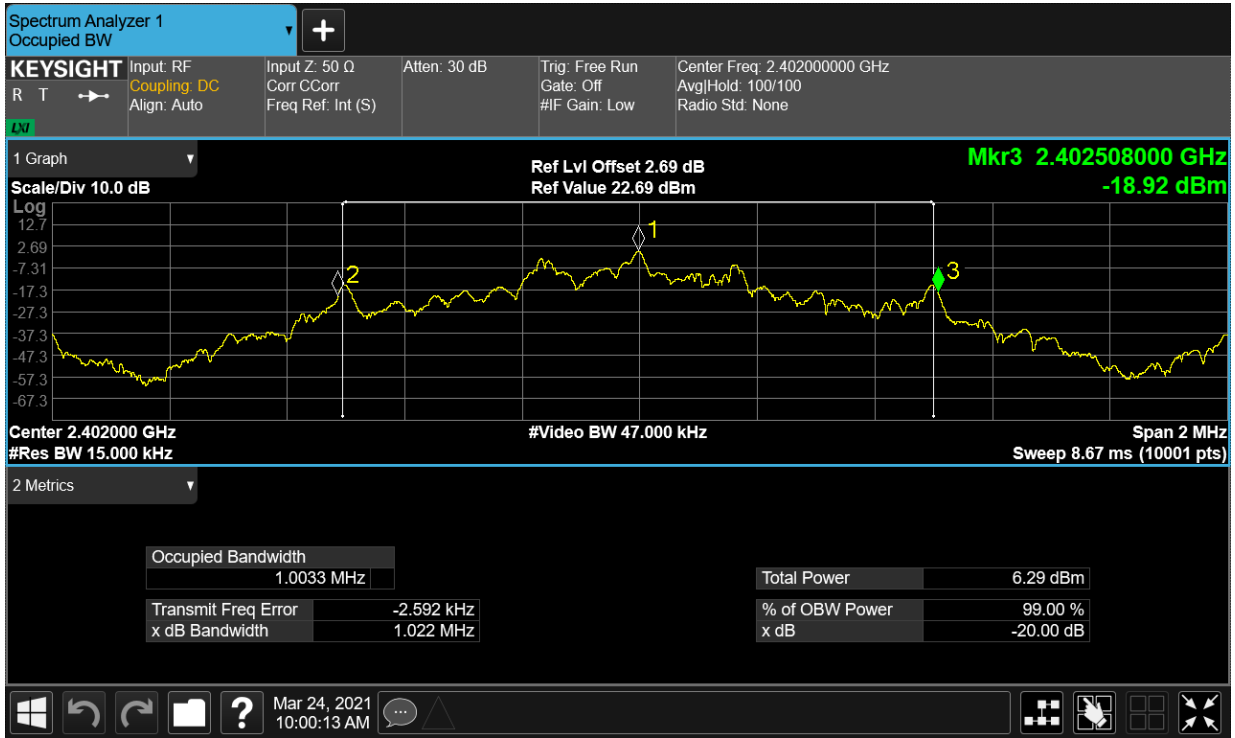 Spectrum Analyzer 1
Occupied BW
KEYSIGHT
R T
LXI
Input: RF
Coupling: DC
Align: Auto
Input Z: 50 Ω
Corr CCorr
Freq Ref: Int (S)
Atten: 30 dB
Trig: Free Run
Gate: Off
#IF Gain: Low
Center Freq: 2.402000000 GHz
Avg|Hold: 100/100
Radio Std: None
1 Graph
Scale/Div 10.0 dB
Ref Lvl Offset 2.69 dB
Ref Value 22.69 dBm
Mkr3 2.402508000 GHz
-18.92 dBm
Log
12.7
2.69
-7.31
-17.3
-27.3
-37.3
-47.3
-57.3
-67.3
1
2
3
Center 2.402000 GHz
#Video BW 47.000 kHz
Span 2 MHz
#Res BW 15.000 kHz
Sweep 8.67 ms (10001 pts)
2 Metrics
Occupied Bandwidth
1.0033 MHz
Transmit Freq Error -2.592 kHz
x dB Bandwidth 1.022 MHz
Total Power 6.29 dBm
% of OBW Power 99.00 %
x dB -20.00 dB
?
Mar 24, 2021
10:00:13 AM